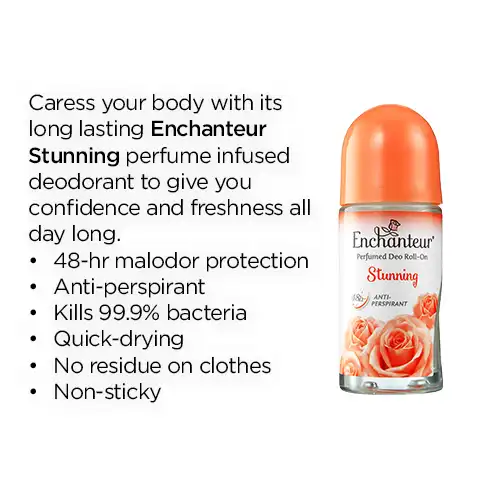 Caress your body with its
long lasting Enchanteur
Stunning perfume infused
deodorant to give you
confidence and freshness all
day long.
• 48-hr malodor protection
• Anti-perspirant
• Kills 99.9% bacteria
• Quick-drying
• No residue on clothes
• Non-sticky
Enchanteur
Perfumed Deo Roll-On
Stunning
ANTI-
PERSPIRANT